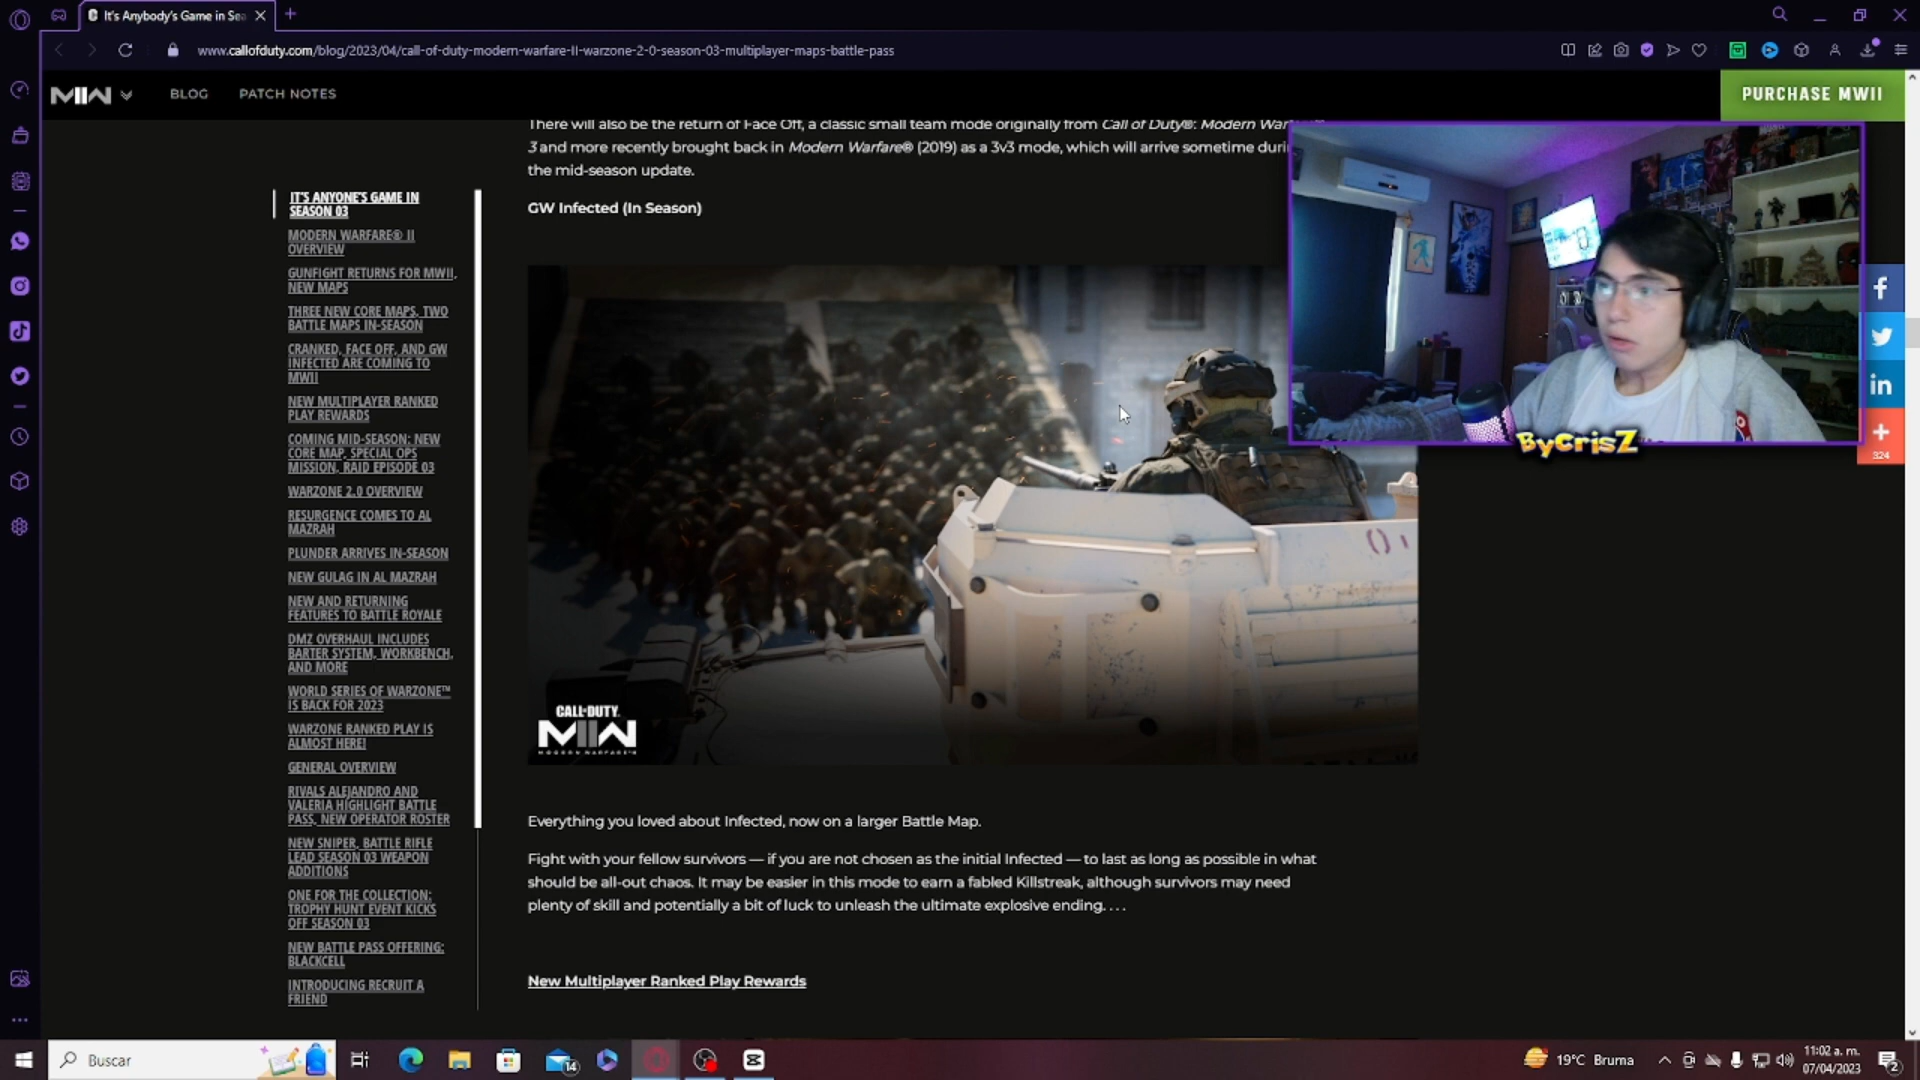 It's Anybody's Game in Sea
www.callofduty.com/blog/2023/04/call-of-duty-modern-warfare-II-warzone-2-0-season-03-multiplayer-maps-battle-pass
MIIW
BLOG
PATCH NOTES
PURCHASE MWII
There will also be the return of Face Off, a classic small team mode originally from Call of Duty®: Modern Warfare®
3 and more recently brought back in Modern Warfare® (2019) as a 3v3 mode, which will arrive sometime duri
the mid-season update.
GW Infected (In Season)
IT'S ANYONE'S GAME IN
SEASON 03
MODERN WARFARE® II
OVERVIEW
GUNFIGHT RETURNS FOR MWII,
NEW MAPS
THREE NEW CORE MAPS, TWO
BATTLE MAPS IN-SEASON
CRANKED, FACE OFF, AND GW
INFECTED ARE COMING TO
MWII
NEW MULTIPLAYER RANKED
PLAY REWARDS
COMING MID-SEASON: NEW
CORE MAP, SPECIAL OPS
MISSION, RAID EPISODE 03
WARZONE 2.0 OVERVIEW
RESURGENCE COMES TO AL
MAZRAH
PLUNDER ARRIVES IN-SEASON
NEW GULAG IN AL MAZRAH
NEW AND RETURNING
FEATURES TO BATTLE ROYALE
DMZ OVERHAUL INCLUDES
BARTER SYSTEM, WORKBENCH,
AND MORE
WORLD SERIES OF WARZONE™
IS BACK FOR 2023
WARZONE RANKED PLAY IS
ALMOST HERE!
GENERAL OVERVIEW
RIVALS ALEJANDRO AND
VALERIA HIGHLIGHT BATTLE
PASS, NEW OPERATOR ROSTER
NEW SNIPER, BATTLE RIFLE
LEAD SEASON 03 WEAPON
ADDITIONS
ONE FOR THE COLLECTION:
TROPHY HUNT EVENT KICKS
OFF SEASON 03
NEW BATTLE PASS OFFERING:
BLACKCELL
INTRODUCING RECRUIT A
FRIEND
ByCrisZ
324
CALL OF DUTY
MIIW
MODERN WARFARE II
Everything you loved about Infected, now on a larger Battle Map.
Fight with your fellow survivors — if you are not chosen as the initial Infected — to last as long as possible in what
should be all-out chaos. It may be easier in this mode to earn a fabled Killstreak, although survivors may need
plenty of skill and potentially a bit of luck to unleash the ultimate explosive ending. . . .
New Multiplayer Ranked Play Rewards
Buscar
14
19°C Bruma
11:02 a. m.
07/04/2023
2